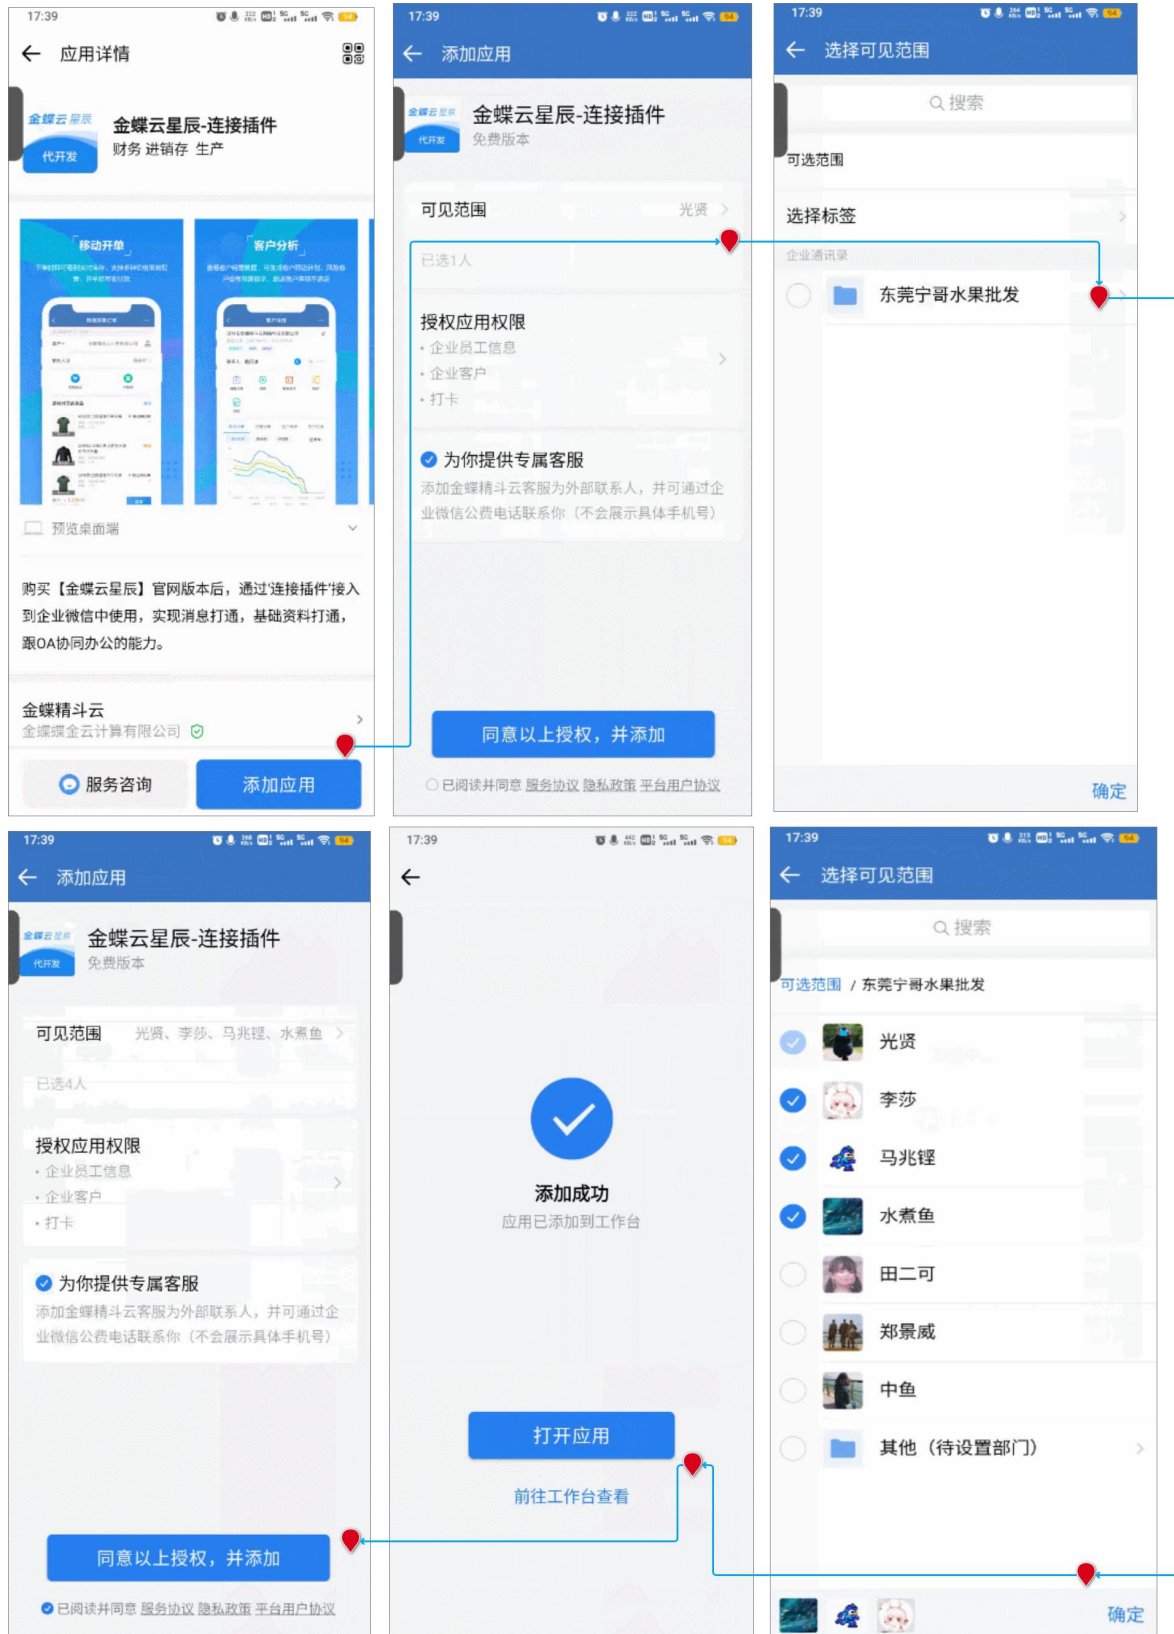 17:39
应用详情
金蝶云 星辰
代开发
金蝶云星辰-连接插件
财务 进销存 生产
移动开单
客户分析
预览桌面端
购买【金蝶云星辰】官网版本后，通过'连接插件'接入
到企业微信中使用，实现消息打通，基础资料打通，
跟OA协同办公的能力。
金蝶精斗云
金蝶蝶金云计算有限公司
服务咨询
添加应用
17:39
添加应用
金蝶云星辰
代开发
金蝶云星辰-连接插件
免费版本
可见范围
光贤
已选1人
授权应用权限
· 企业员工信息
· 企业客户
· 打卡
为你提供专属客服
添加金蝶精斗云客服为外部联系人，并可通过企
业微信公费电话联系你（不会展示具体手机号）
同意以上授权，并添加
已阅读并同意 服务协议 隐私政策 平台用户协议
17:39
选择可见范围
搜索
可选范围
选择标签
企业通讯录
东莞宁哥水果批发
确定
17:39
添加应用
金蝶云星辰
代开发
金蝶云星辰-连接插件
免费版本
可见范围
光贤、李莎、马兆铿、水煮鱼
已选4人
授权应用权限
· 企业员工信息
· 企业客户
· 打卡
为你提供专属客服
添加金蝶精斗云客服为外部联系人，并可通过企
业微信公费电话联系你（不会展示具体手机号）
同意以上授权，并添加
已阅读并同意 服务协议 隐私政策 平台用户协议
17:39
添加成功
应用已添加到工作台
打开应用
前往工作台查看
17:39
选择可见范围
搜索
可选范围 / 东莞宁哥水果批发
光贤
李莎
马兆铿
水煮鱼
田二可
郑景威
中鱼
其他（待设置部门）
确定